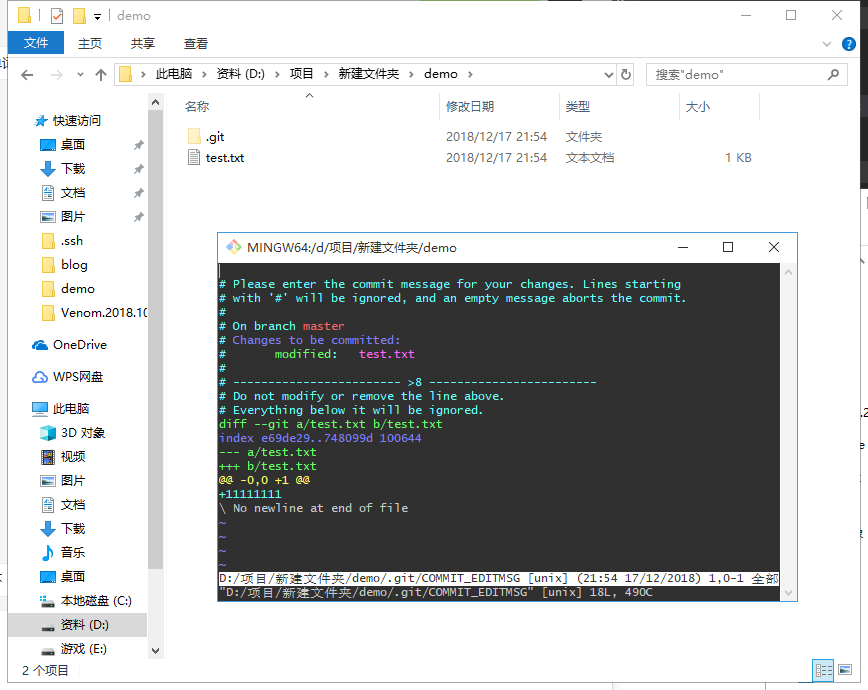 demo
文件 主页 共享 查看
此电脑 资料 (D:) 项目 新建文件夹 demo 搜索"demo"
名称 修改日期 类型 大小
.git 2018/12/17 21:54 文件夹
test.txt 2018/12/17 21:54 文本文档 1 KB
快速访问
桌面
下载
文档
图片
.ssh
blog
demo
Venom.2018.10
OneDrive
WPS网盘
此电脑
3D 对象
视频
图片
文档
下载
音乐
桌面
本地磁盘 (C:)
资料 (D:)
游戏 (E:)
2 个项目
MINGW64:/d/项目/新建文件夹/demo
# Please enter the commit message for your changes. Lines starting
# with '#' will be ignored, and an empty message aborts the commit.
#
# On branch master
# Changes to be committed:
#       modified:   test.txt
#
# ------------------------ >8 ------------------------
# Do not modify or remove the line above.
# Everything below it will be ignored.
diff --git a/test.txt b/test.txt
index e69de29..748099d 100644
--- a/test.txt
+++ b/test.txt
@@ -0,0 +1 @@
+11111111
\ No newline at end of file
~
~
~
~
D:/项目/新建文件夹/demo/.git/COMMIT_EDITMSG [unix] (21:54 17/12/2018) 1,0-1 全部
"D:/项目/新建文件夹/demo/.git/COMMIT_EDITMSG" [unix] 18L, 490C